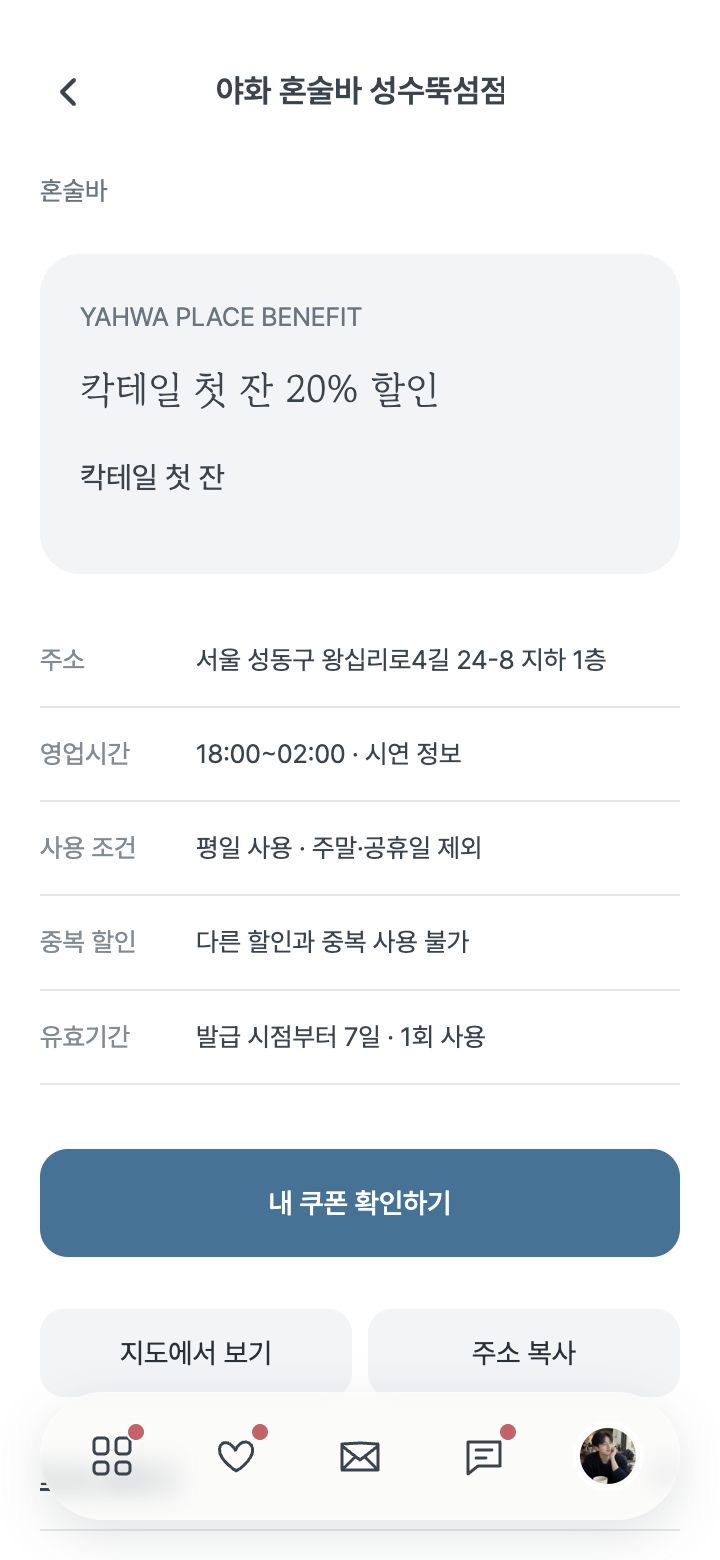 야화 혼술바 성수뚝섬점
혼술바
YAHWA PLACE BENEFIT
칵테일 첫 잔 20% 할인
칵테일 첫 잔
주소 서울 성동구 왕십리로4길 24-8 지하 1층
영업시간 18:00~02:00 · 시연 정보
사용 조건 평일 사용 · 주말·공휴일 제외
중복 할인 다른 할인과 중복 사용 불가
유효기간 발급 시점부터 7일 · 1회 사용
내 쿠폰 확인하기
지도에서 보기 주소 복사